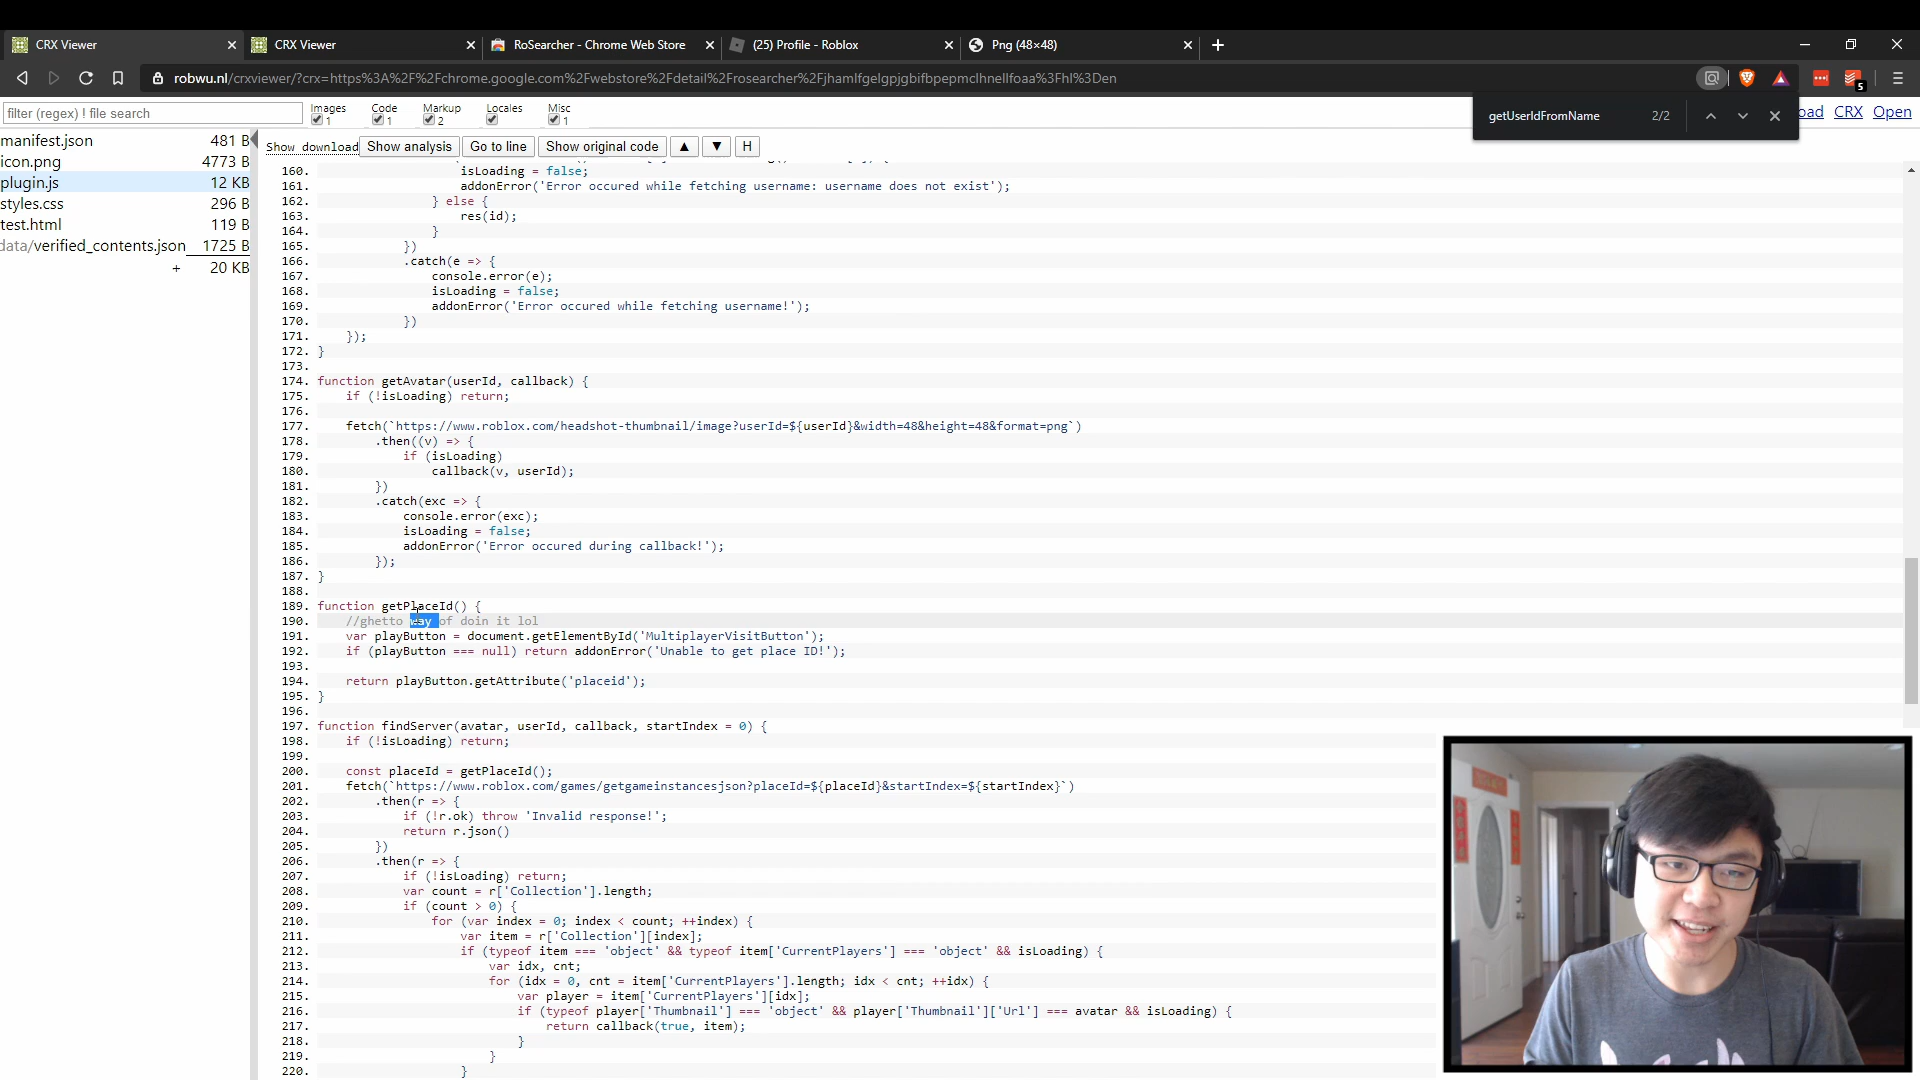 CRX Viewer
CRX Viewer
RoSearcher - Chrome Web Store
(25) Profile - Roblox
Png (48×48)
robwu.nl/crxviewer/?crx=https%3A%2F%2Fchrome.google.com%2Fwebstore%2Fdetail%2Frosearcher%2Fjhamlfgelgpjgbifbpepmclhnellfoaa%3Fhl%3Den
5
filter (regex) ! file search
Images
1
Code
1
Markup
2
Locales
Misc
1
getUserIdFromName 2/2
oad CRX Open
manifest.json 481 B
icon.png 4773 B
plugin.js 12 KB
styles.css 296 B
test.html 119 B
data/verified_contents.json 1725 B
+ 20 KB
Show download Show analysis Go to line Show original code ▲ ▼ H
160. isLoading = false;
161. addonError('Error occured while fetching username: username does not exist');
162. } else {
163. res(id);
164. }
165. })
166. .catch(e => {
167. console.error(e);
168. isLoading = false;
169. addonError('Error occured while fetching username!');
170. })
171. });
172. }
173.
174. function getAvatar(userId, callback) {
175. if (!isLoading) return;
176.
177. fetch(`https://www.roblox.com/headshot-thumbnail/image?userId=${userId}&width=48&height=48&format=png`)
178. .then((v) => {
179. if (isLoading)
180. callback(v, userId);
181. })
182. .catch(exc => {
183. console.error(exc);
184. isLoading = false;
185. addonError('Error occured during callback!');
186. });
187. }
188.
189. function getPlaceId() {
190. //ghetto way of doin it lol
191. var playButton = document.getElementById('MultiplayerVisitButton');
192. if (playButton === null) return addonError('Unable to get place ID!');
193.
194. return playButton.getAttribute('placeid');
195. }
196.
197. function findServer(avatar, userId, callback, startIndex = 0) {
198. if (!isLoading) return;
199.
200. const placeId = getPlaceId();
201. fetch(`https://www.roblox.com/games/getgameinstancesjson?placeId=${placeId}&startIndex=${startIndex}`)
202. .then(r => {
203. if (!r.ok) throw 'Invalid response!';
204. return r.json()
205. })
206. .then(r => {
207. if (!isLoading) return;
208. var count = r['Collection'].length;
209. if (count > 0) {
210. for (var index = 0; index < count; ++index) {
211. var item = r['Collection'][index];
212. if (typeof item === 'object' && typeof item['CurrentPlayers'] === 'object' && isLoading) {
213. var idx, cnt;
214. for (idx = 0, cnt = item['CurrentPlayers'].length; idx < cnt; ++idx) {
215. var player = item['CurrentPlayers'][idx];
216. if (typeof player['Thumbnail'] === 'object' && player['Thumbnail']['Url'] === avatar && isLoading) {
217. return callback(true, item);
218. }
219. }
220. }